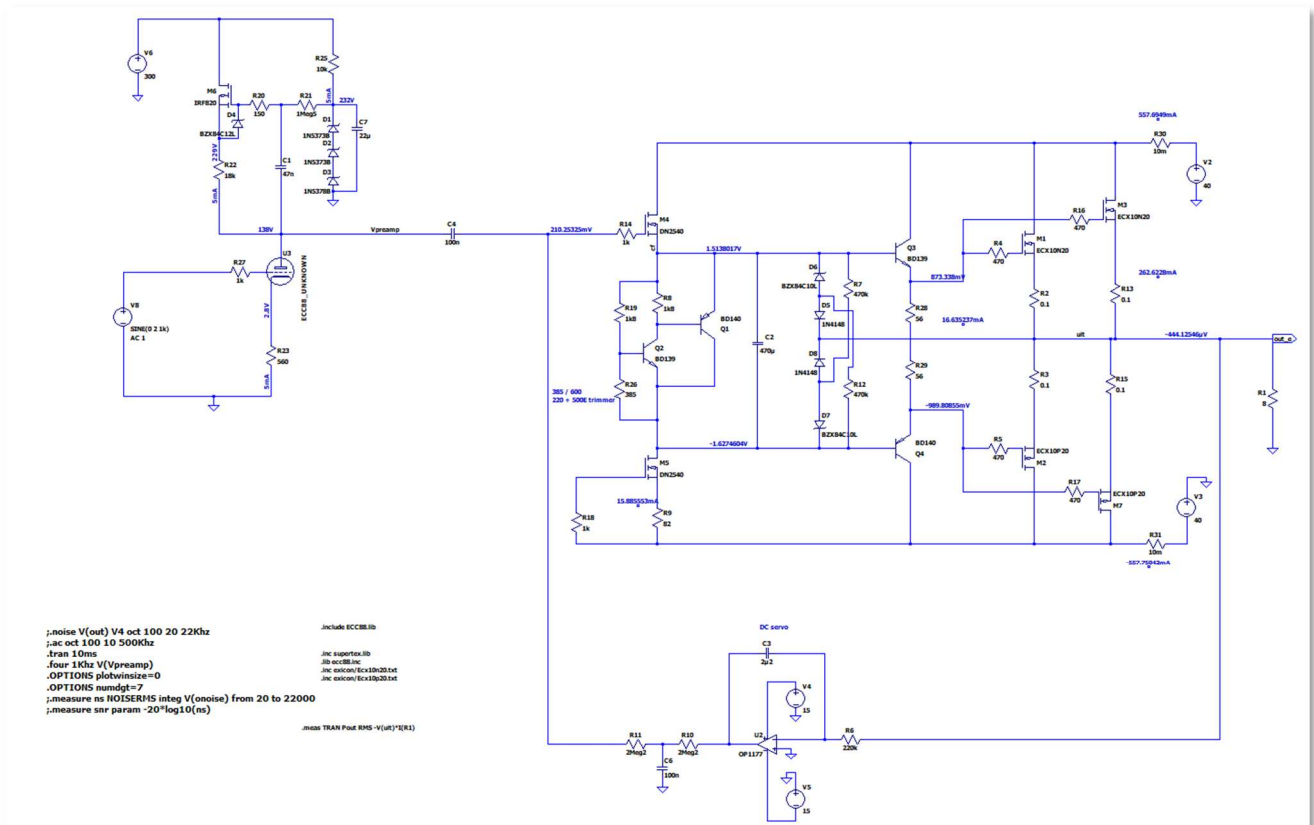 V6
300
M6
IRF820
D4
BZX84C12L
R20
150
R21
1Meg5
R25
10k
5mA
232V
D1
1N5373B
D2
1N5373B
D3
1N5378B
C7
22µ
229V
R22
18k
5mA
C1
47n
138V
Vpreamp
C4
100n
U3
ECC88_UNKNOWN
R27
1k
2.8V
V8
SINE(0 2 1k)
AC 1
R23
560
5mA
210.25325mV
R14
1k
M4
DN2540
cf
1.5138017V
R19
1k8
R8
1k8
BD140
Q1
Q2
BD139
R26
385
385 / 600
220 + 500E trimmer
C2
470µ
D6
BZX84C10L
D5
1N4148
D8
1N4148
D7
BZX84C10L
R7
470k
R12
470k
-1.6274604V
M5
DN2540
15.885553mA
R18
1k
R9
82
Q3
BD139
873.338mV
R28
56
16.635237mA
R29
56
-989.80855mV
BD140
Q4
R4
470
R16
470
M1
ECX10N20
M3
ECX10N20
557.6949mA
R30
10m
V2
40
R2
0.1
R13
0.1
262.6228mA
uit
-444.12546µV
R3
0.1
R15
0.1
R1
8
R5
470
ECX10P20
M2
R17
470
ECX10P20
M7
V3
40
R31
10m
DC servo
C3
2µ2
V4
15
U2
OP1177
R6
220k
V5
15
R11
2Meg2
R10
2Meg2
C6
100n
;.noise V(out) V4 oct 100 20 22Khz
;.ac oct 100 10 500Khz
.tran 10ms
.four 1Khz V(Vpreamp)
.OPTIONS plotwinsize=0
.OPTIONS numdgt=7
;.measure ns NOISERMS integ V(onoise) from 20 to 22000
;.measure snr param -20*log10(ns)
.include ECC88.lib
.inc supertex.lib
.lib ecc88.inc
.inc exicon/Ecx10n20.txt
.inc exicon/Ecx10p20.txt
.meas TRAN Pout RMS -V(uit)*I(R1)